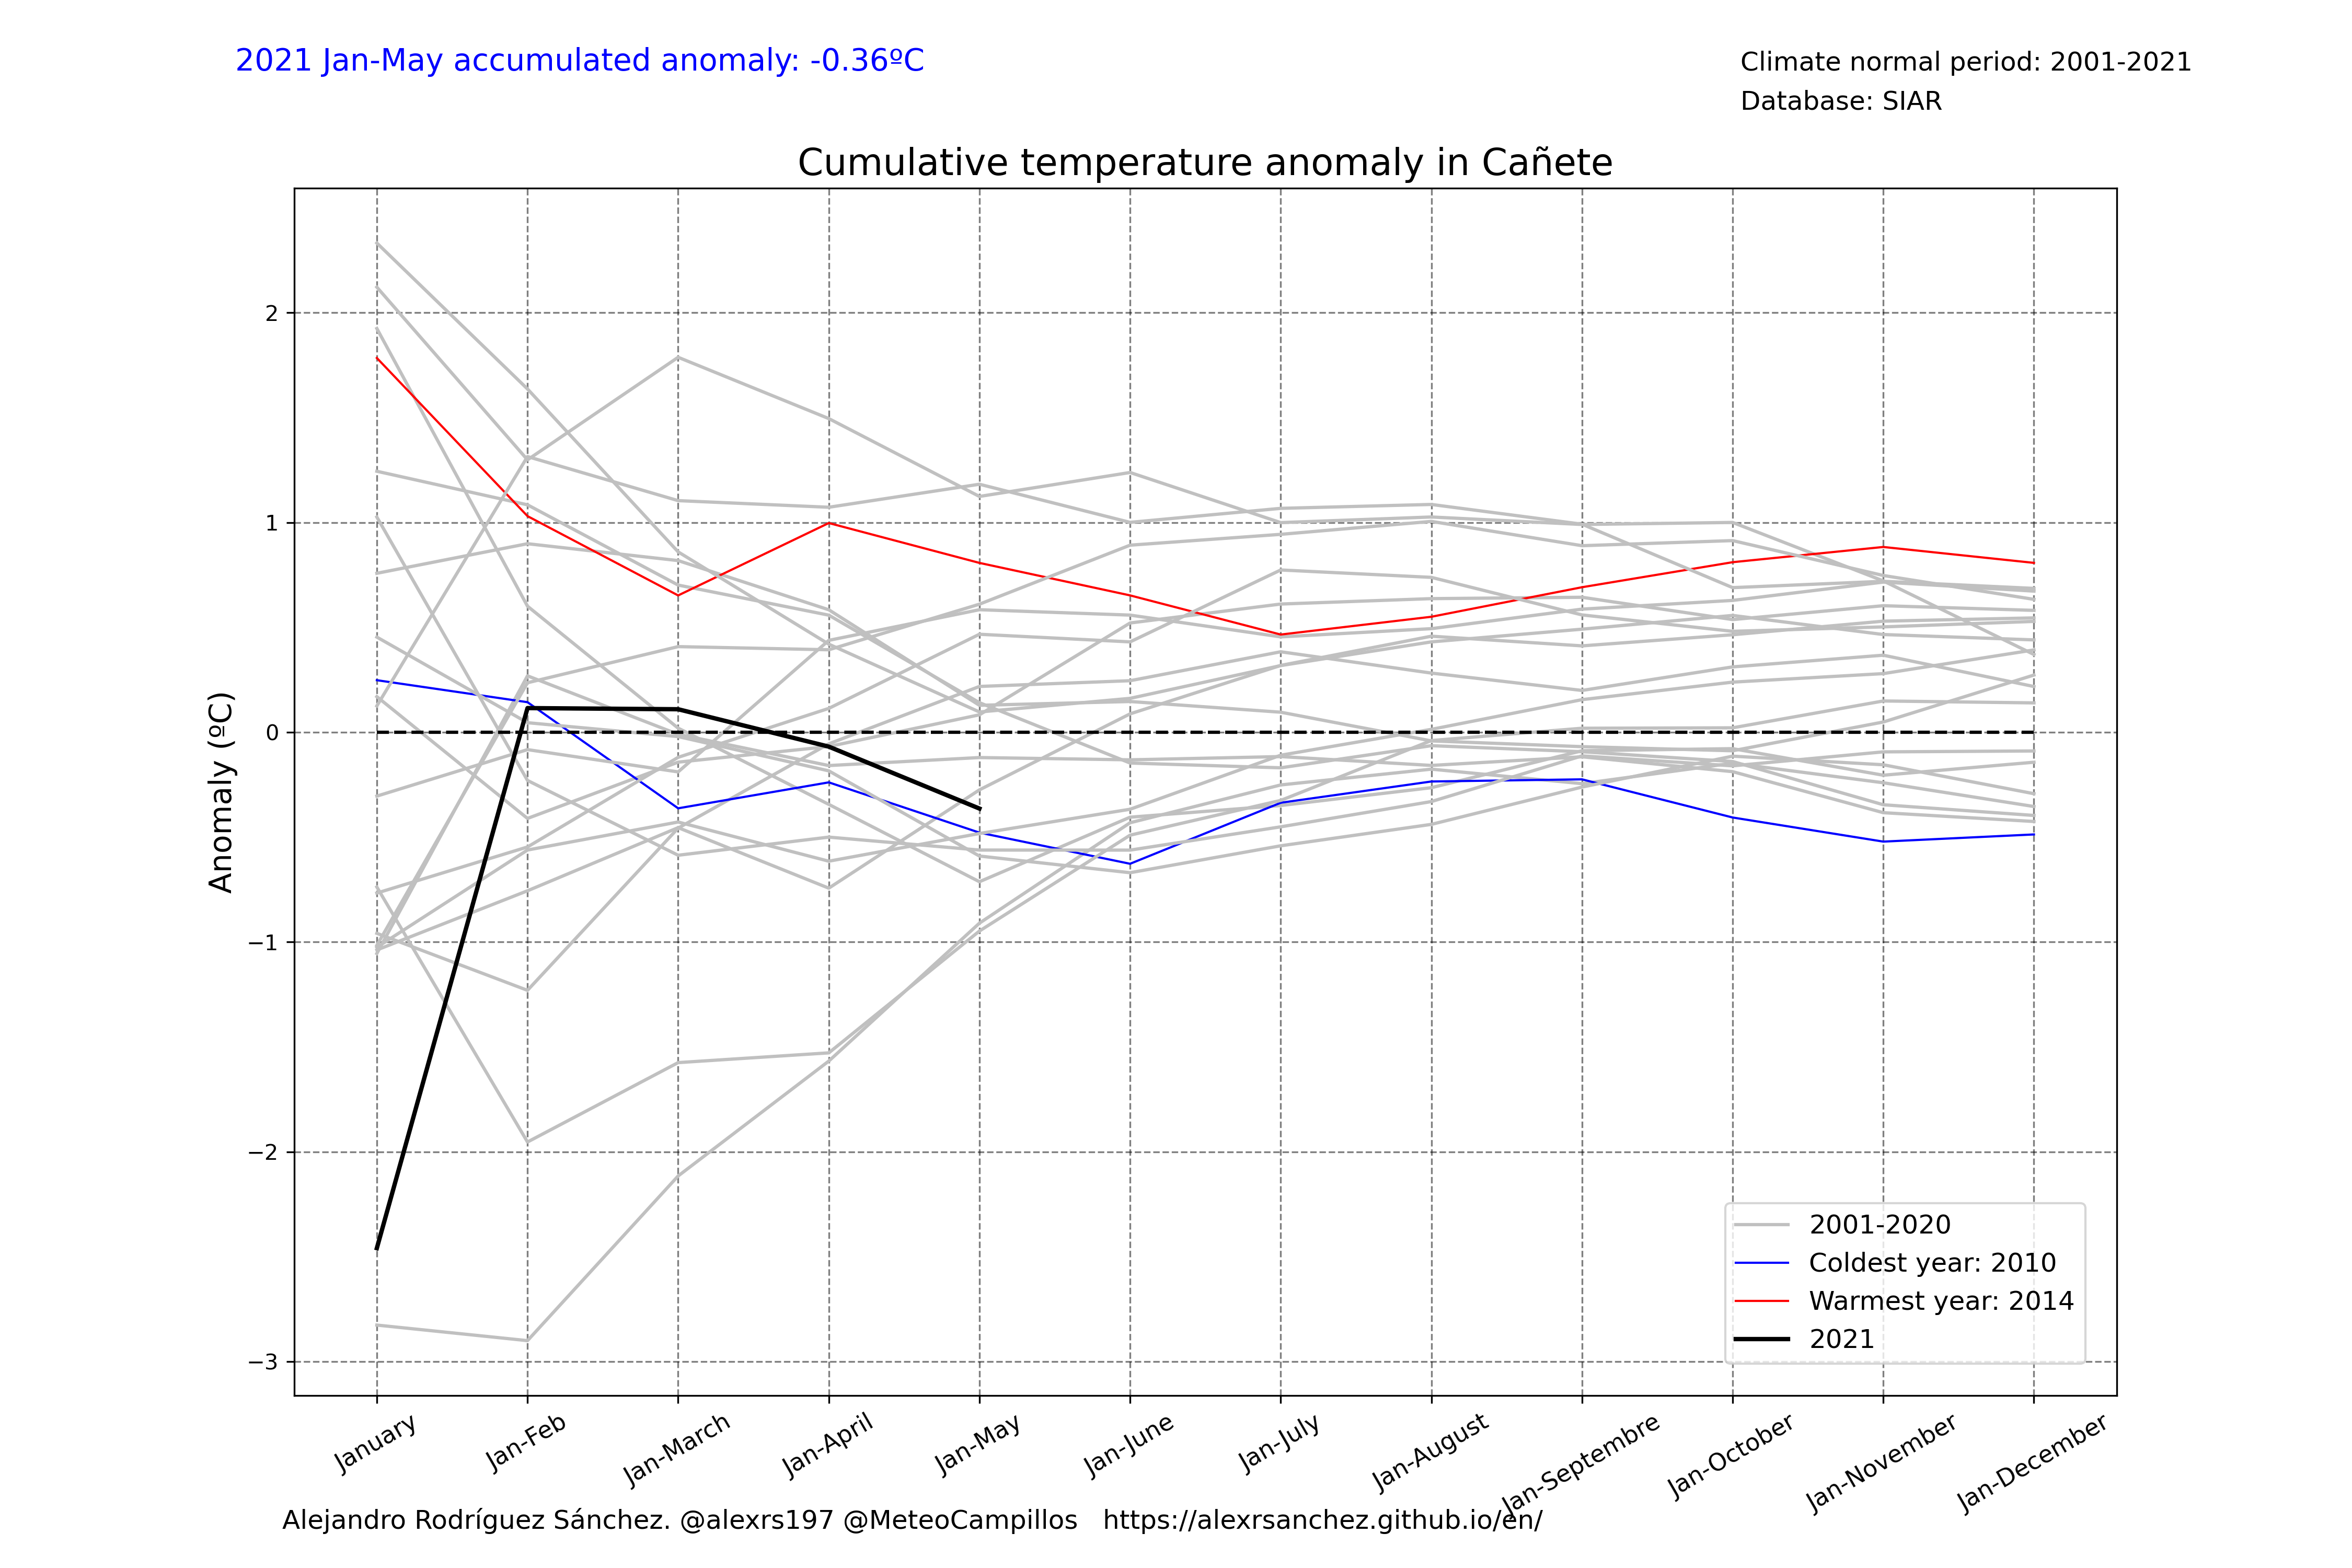 2021 Jan-May accumulated anomaly: -0.36ºC
Climate normal period: 2001-2021
Database: SIAR
Cumulative temperature anomaly in Cañete
Anomaly (ºC)
2
1
0
−1
−2
−3
2001-2020
Coldest year: 2010
Warmest year: 2014
2021
January
Jan-Feb
Jan-March
Jan-April
Jan-May
Jan-June
Jan-July
Jan-August
Jan-Septembre
Jan-October
Jan-November
Jan-December
Alejandro Rodríguez Sánchez. @alexrs197 @MeteoCampillos   https://alexrsanchez.github.io/en/